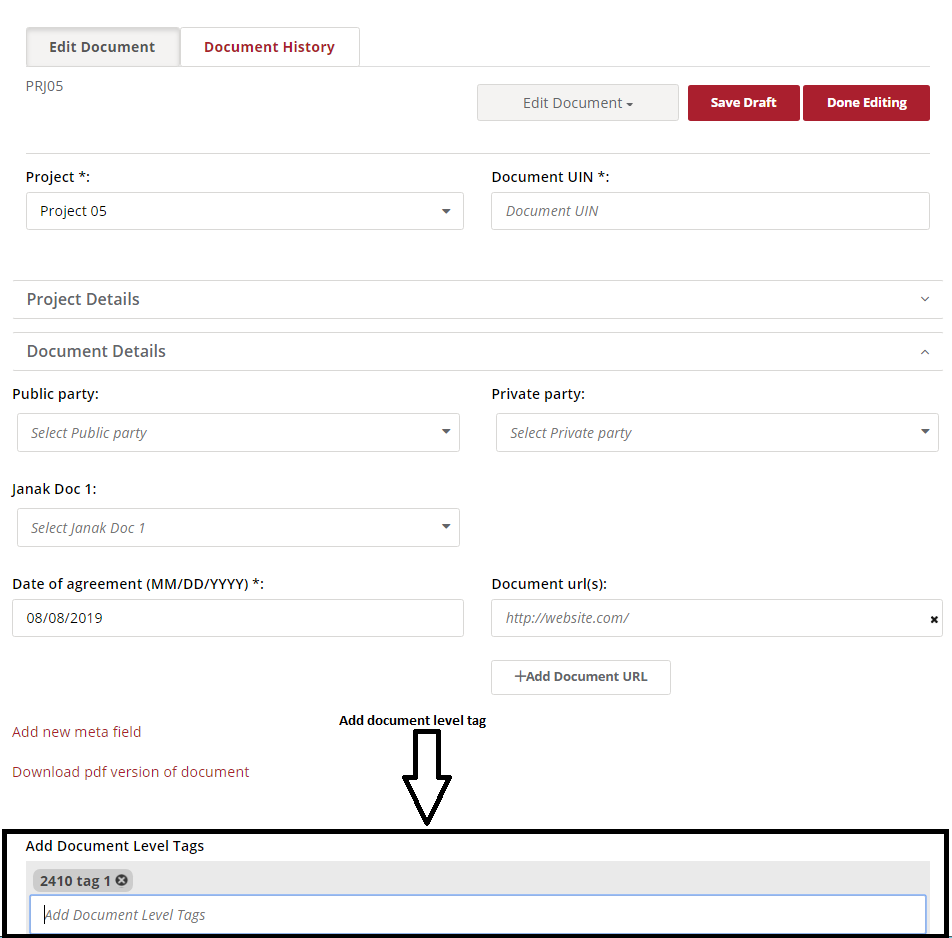 Edit Document
Document History
PRJ05
Edit Document
Save Draft
Done Editing
Project *:
Document UIN *:
Project 05
Document UIN
Project Details
Document Details
Public party:
Private party:
Select Public party
Select Private party
Janak Doc 1:
Select Janak Doc 1
Date of agreement (MM/DD/YYYY) *:
Document url(s):
08/08/2019
http://website.com/
+Add Document URL
Add document level tag
Add new meta field
Download pdf version of document
Add Document Level Tags
2410 tag 1
Add Document Level Tags